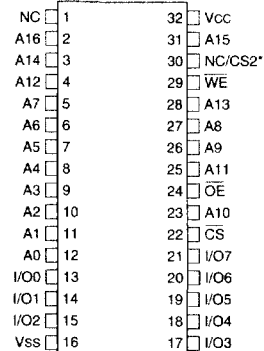 NC 1 32 Vcc
A16 2 31 A15
A14 3 30 NC/CS2*
A12 4 29 WE
A7 5 28 A13
A6 6 27 A8
A5 7 26 A9
A4 8 25 A11
A3 9 24 OE
A2 10 23 A10
A1 11 22 CS
A0 12 21 I/O7
I/O0 13 20 I/O6
I/O1 14 19 I/O5
I/O2 15 18 I/O4
Vss 16 17 I/O3